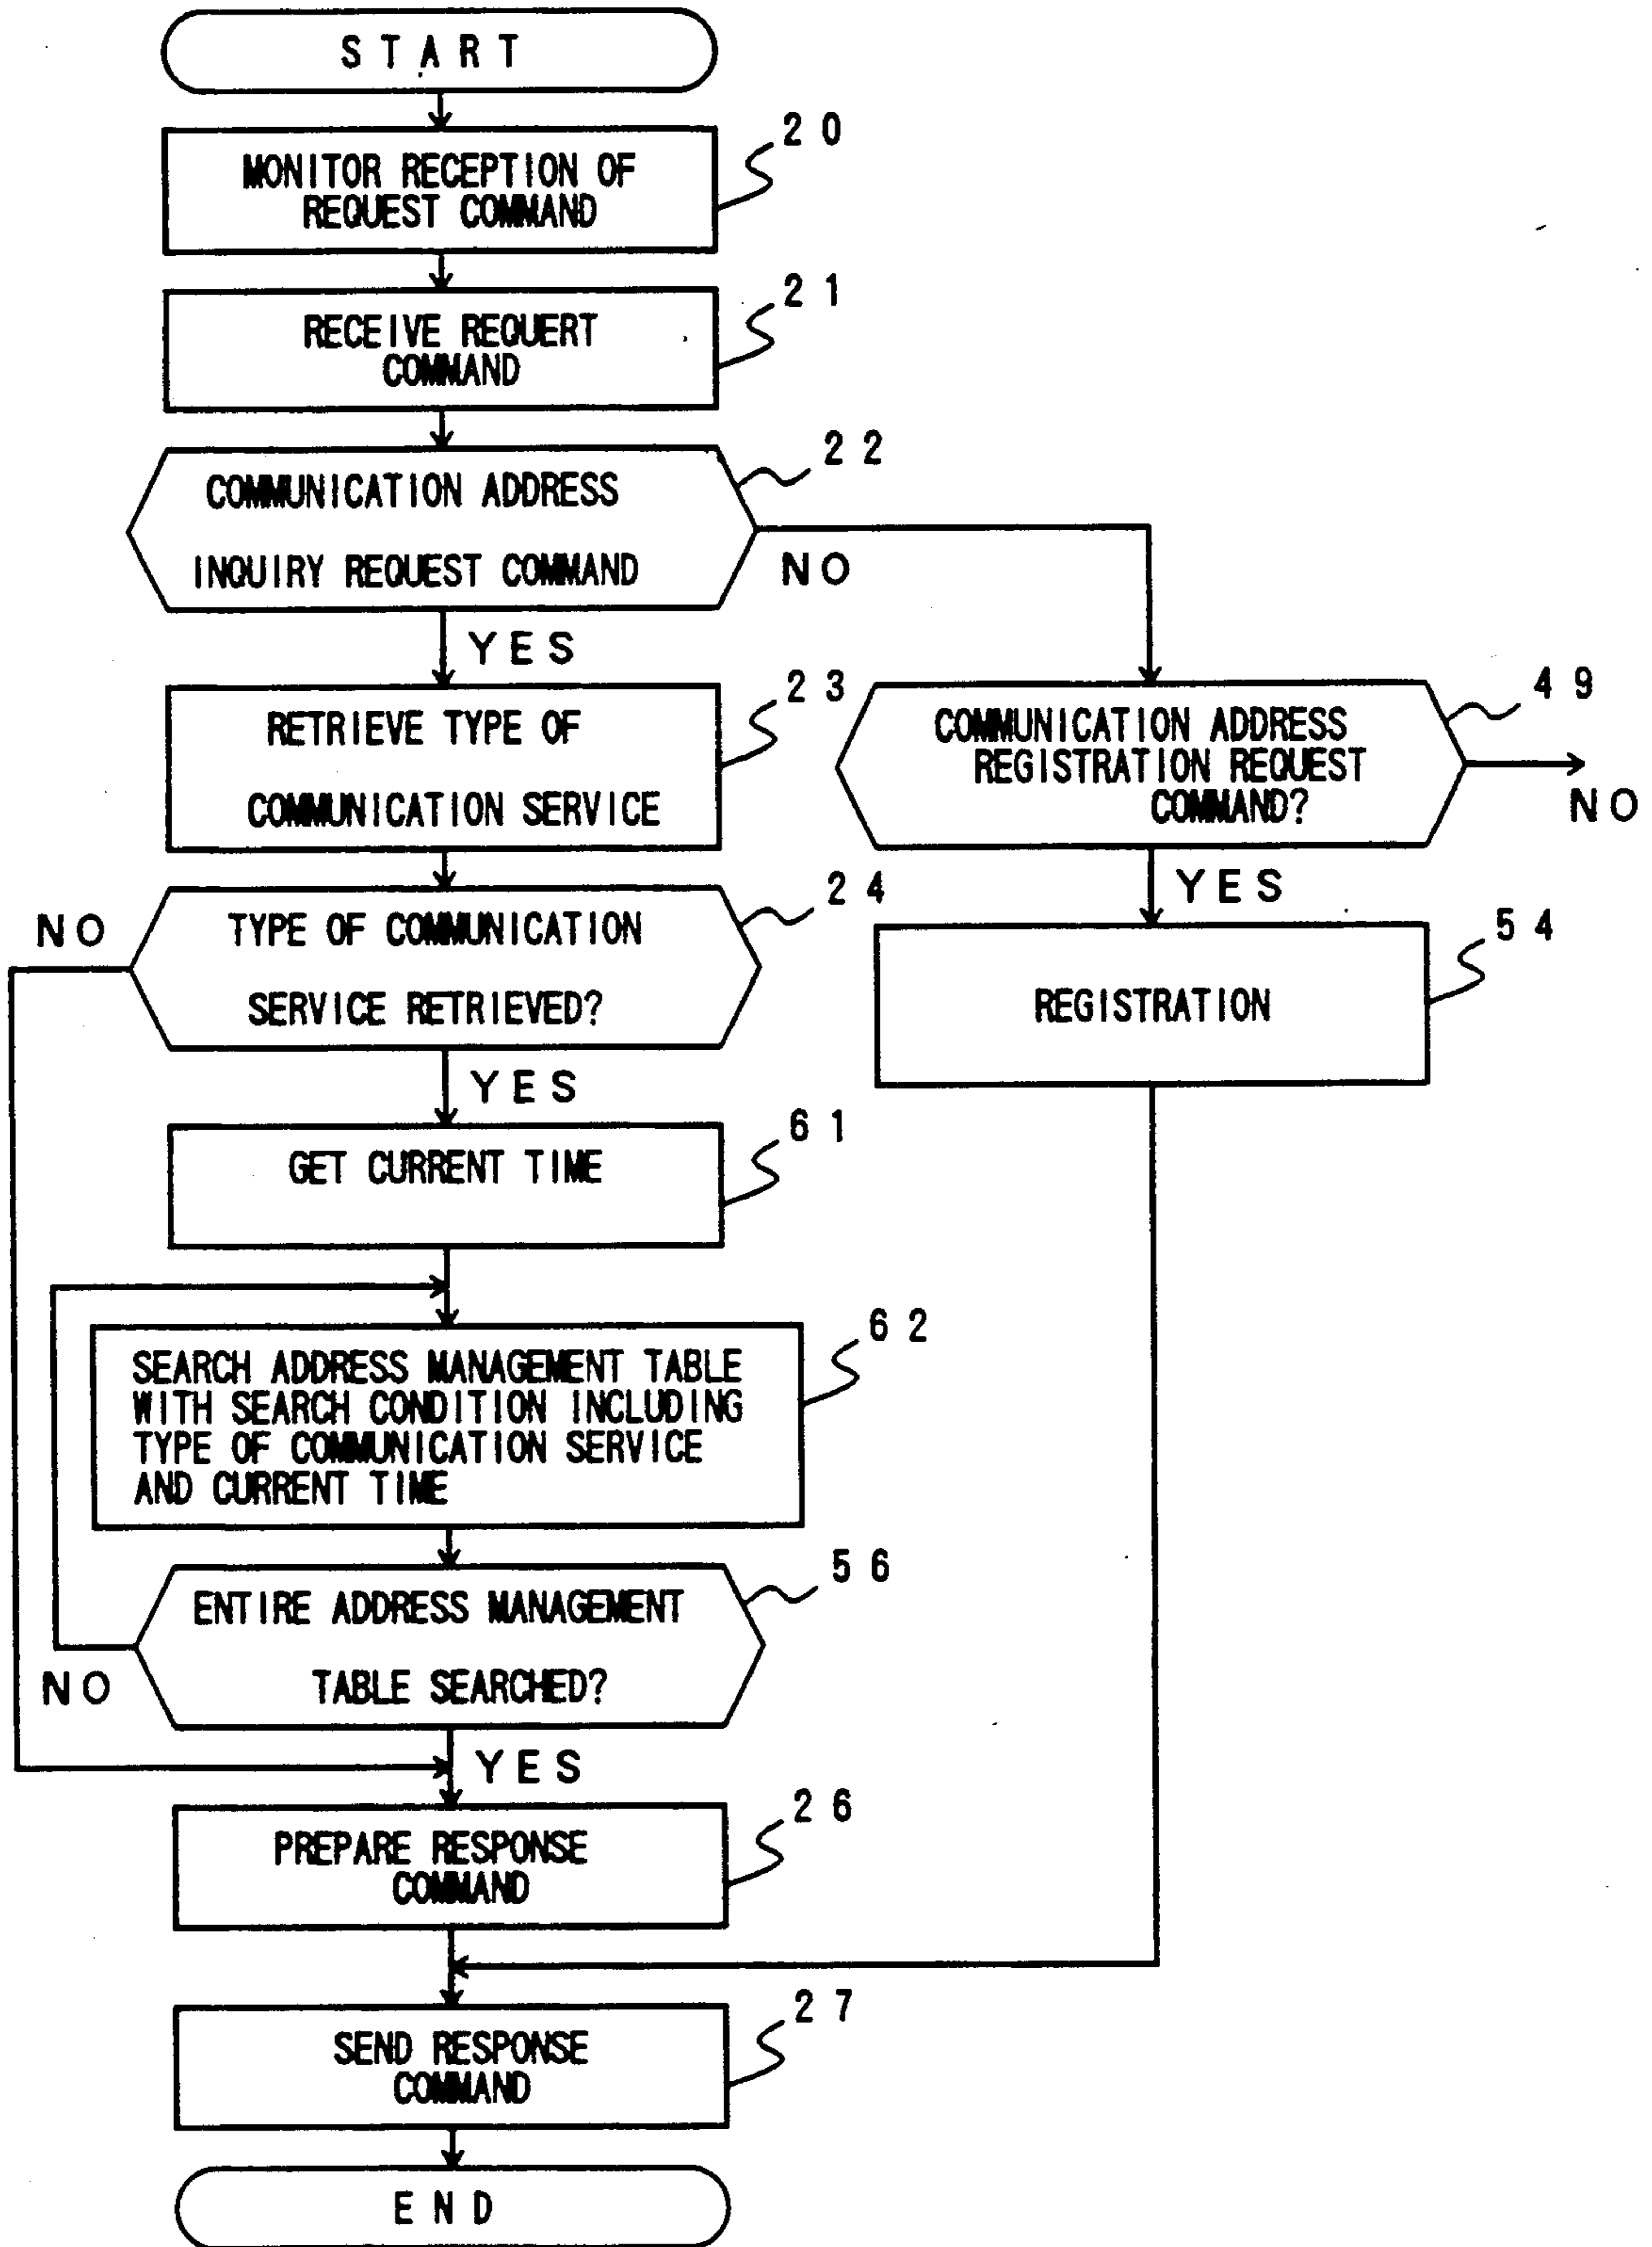 START
20
MONITOR RECEPTION OF
REQUEST COMMAND
21
RECEIVE REQUERT
COMMAND
22
COMMUNICATION ADDRESS
INQUIRY REQUEST COMMAND
NO
YES
23
RETRIEVE TYPE OF
COMMUNICATION SERVICE
49
COMMUNICATION ADDRESS
REGISTRATION REQUEST
COMMAND?
NO
YES
24
NO
TYPE OF COMMUNICATION
SERVICE RETRIEVED?
YES
54
REGISTRATION
61
GET CURRENT TIME
62
SEARCH ADDRESS MANAGEMENT TABLE
WITH SEARCH CONDITION INCLUDING
TYPE OF COMMUNICATION SERVICE
AND CURRENT TIME
56
ENTIRE ADDRESS MANAGEMENT
TABLE SEARCHED?
NO
YES
26
PREPARE RESPONSE
COMMAND
27
SEND RESPONSE
COMMAND
END